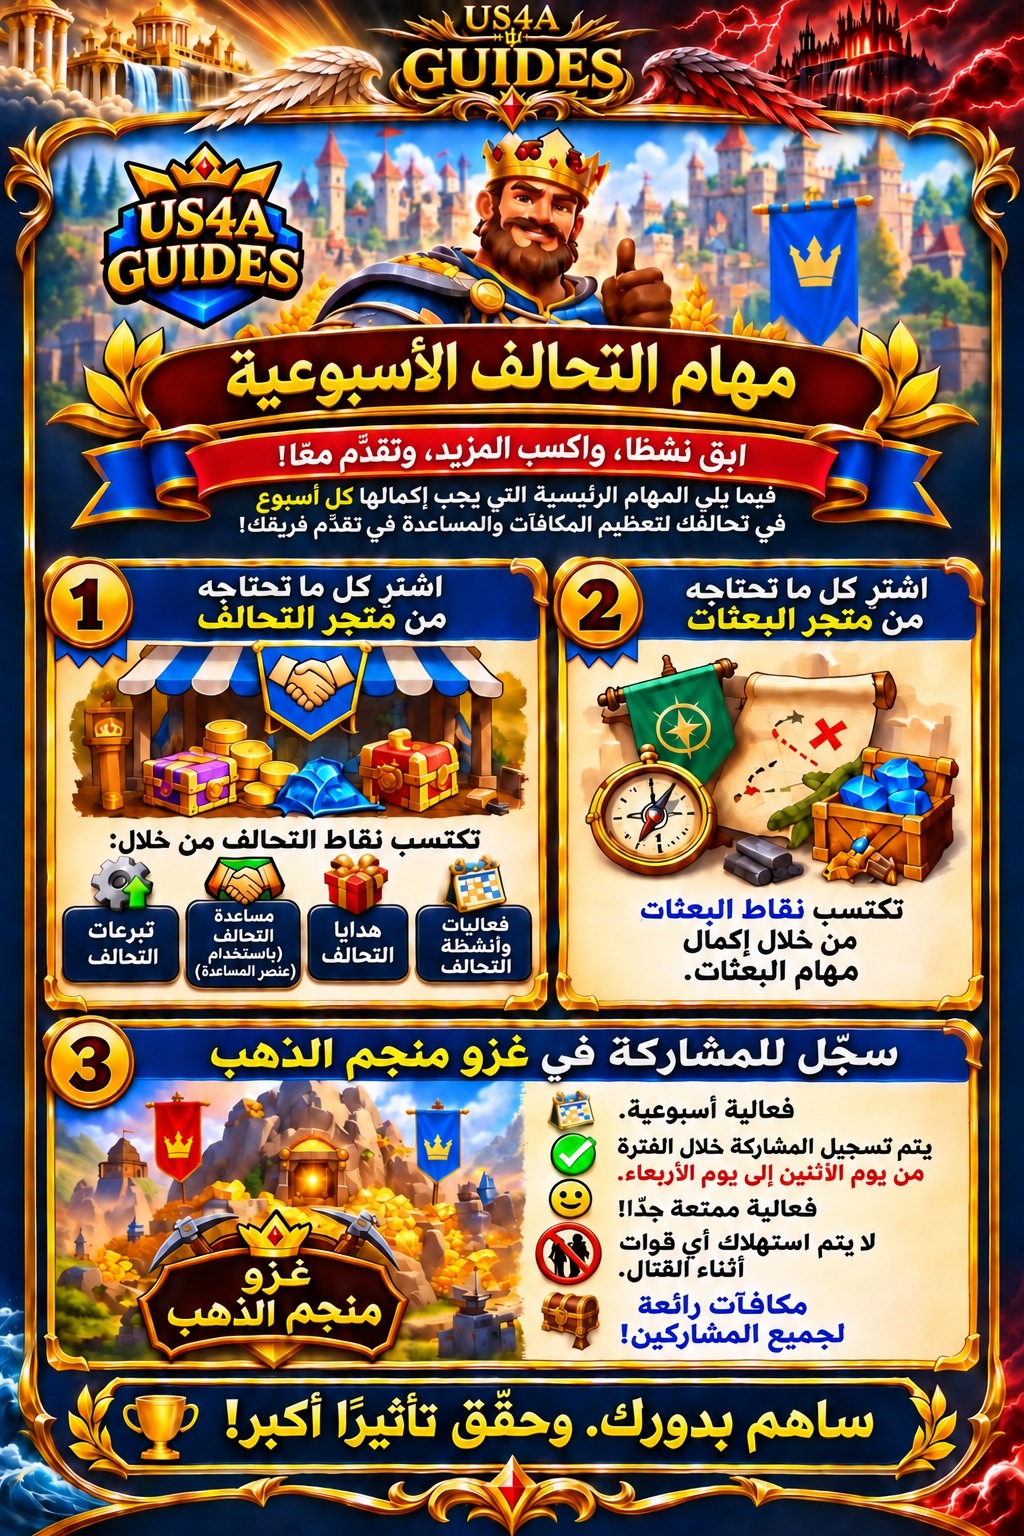 US4A
GUIDES
US4A
GUIDES
مهام التحالف الأسبوعية
ابق نشطًا، واكسب المزيد، وتقدَّم معًا!
فيما يلي المهام الرئيسية التي يجب إكمالها كل أسبوع
في تحالفك لتعظيم المكافآت والمساعدة في تقدَّم فريقك!
1
اشترِ كل ما تحتاجه
من متجر التحالف
تكتسب نقاط التحالف من خلال:
فعاليات
وأنشطة
التحالف
هدايا
التحالف
مساعدة
التحالف
(باستخدام
عنصر المساعدة)
تبرعات
التحالف
2
اشترِ كل ما تحتاجه
من متجر البعثات
تكتسب نقاط البعثات
من خلال إكمال
مهام البعثات.
3
سجّل للمشاركة في غزو منجم الذهب
غزو
منجم الذهب
فعالية أسبوعية.
يتم تسجيل المشاركة خلال الفترة
من يوم الأثنين إلى يوم الأربعاء.
فعالية ممتعة جدًّا!
لا يتم استهلاك أي قوات
أثناء القتال.
مكافآت رائعة
لجميع المشاركين!
ساهم بدورك. وحقّق تأثيرًا أكبر!